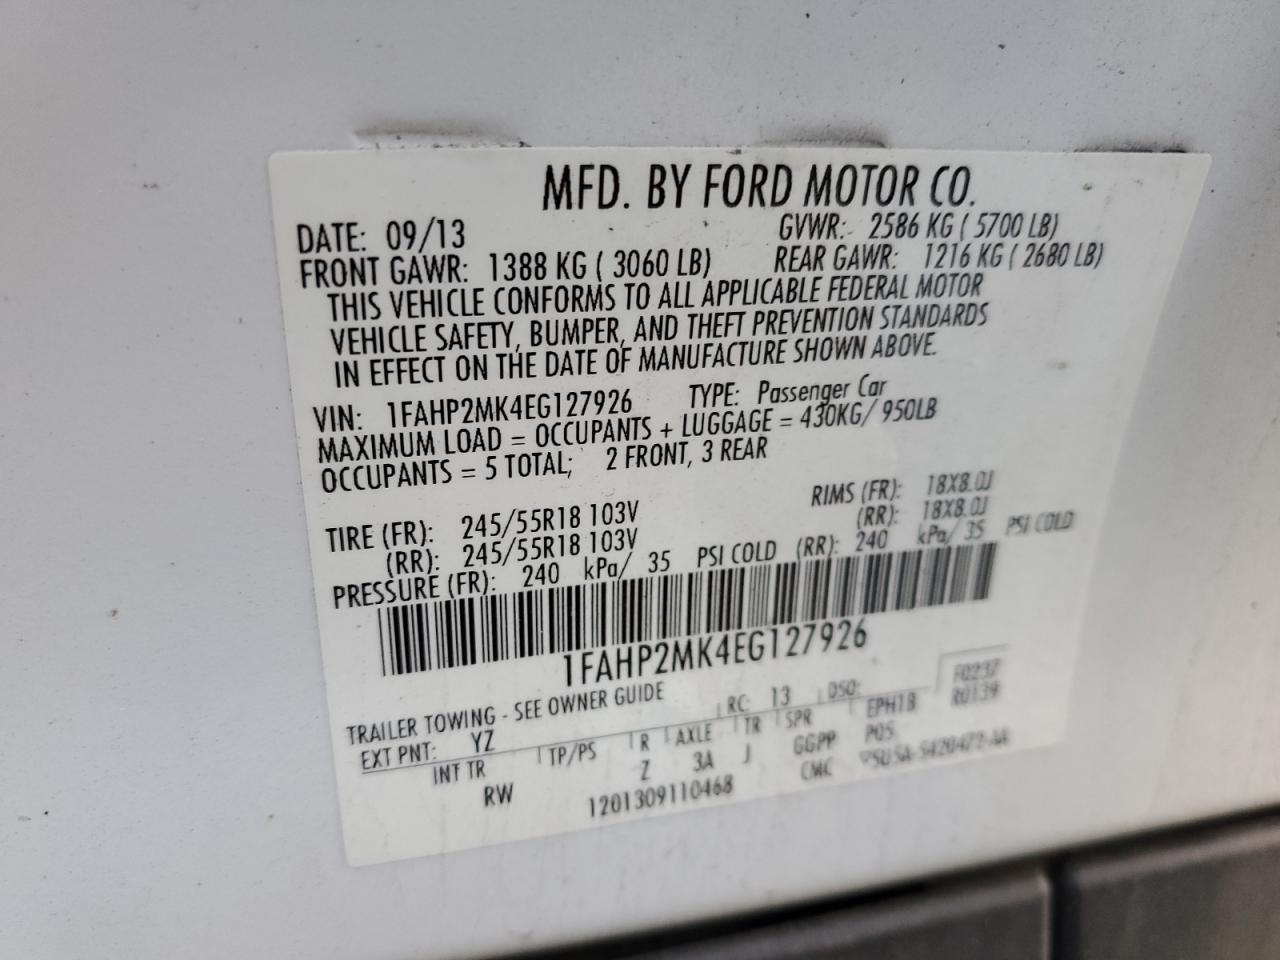 MFD. BY FORD MOTOR CO.
DATE: 09/13 GVWR: 2586 KG ( 5700 LB)
FRONT GAWR: 1388 KG ( 3060 LB) REAR GAWR: 1216 KG ( 2680 LB)
THIS VEHICLE CONFORMS TO ALL APPLICABLE FEDERAL MOTOR
VEHICLE SAFETY, BUMPER, AND THEFT PREVENTION STANDARDS
IN EFFECT ON THE DATE OF MANUFACTURE SHOWN ABOVE.
VIN: 1FAHP2MK4EG127926 TYPE: Passenger Car
MAXIMUM LOAD = OCCUPANTS + LUGGAGE = 430KG/ 950LB
OCCUPANTS = 5 TOTAL; 2 FRONT, 3 REAR
TIRE (FR): 245/55R18 103V RIMS (FR): 18X8.0J
(RR): 245/55R18 103V (RR): 18X8.0J
PRESSURE (FR): 240 kPa/ 35 PSI COLD (RR): 240 kPa/ 35 PSI COLD
1FAHP2MK4EG127926
TRAILER TOWING - SEE OWNER GUIDE
EXT PNT: YZ RC: 13 DSO: F0237
R0139
INT TR TP/PS R AXLE TR SPR EPH1B
RW Z 3A J GGPP POS
1201309110468 CMC